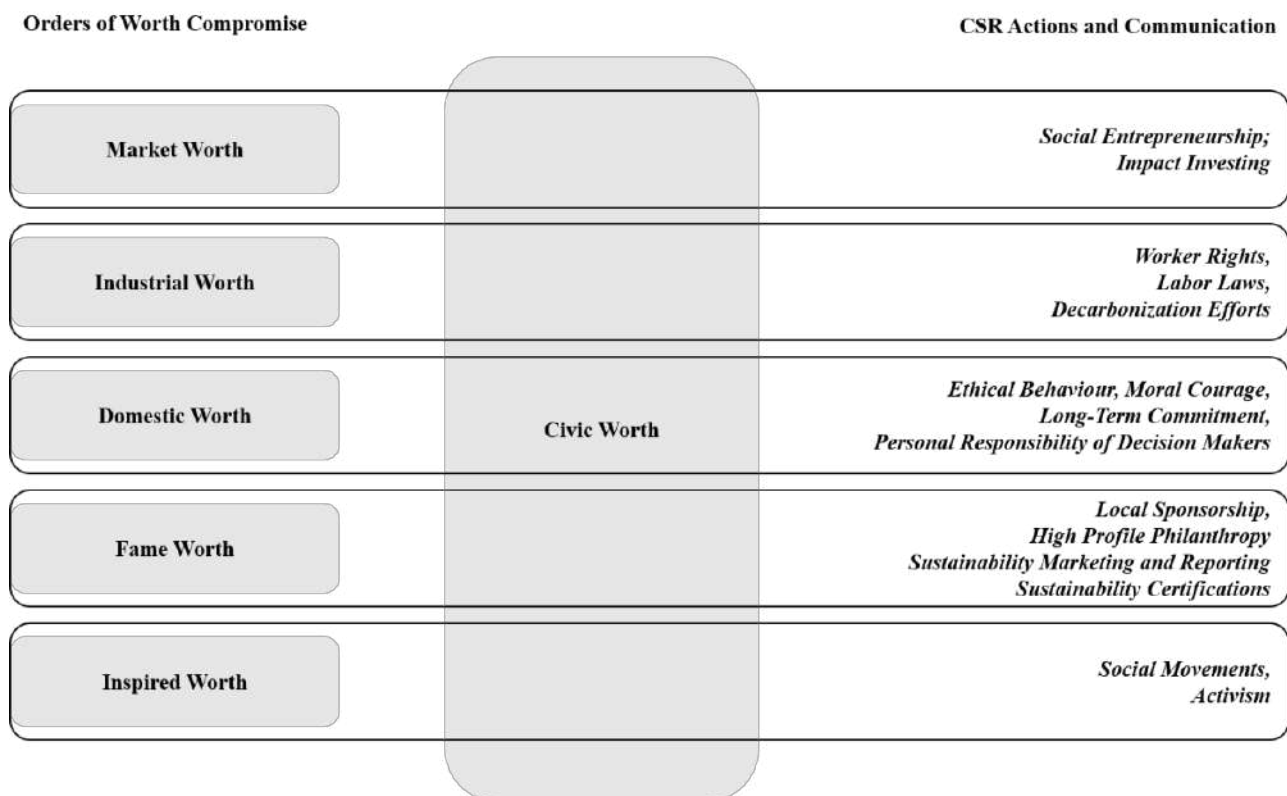 Orders of Worth Compromise
CSR Actions and Communication
Market Worth
Social Entrepreneurship;
Impact Investing
Industrial Worth
Worker Rights,
Labor Laws,
Decarbonization Efforts
Domestic Worth
Civic Worth
Ethical Behaviour, Moral Courage,
Long-Term Commitment,
Personal Responsibility of Decision Makers
Fame Worth
Local Sponsorship,
High Profile Philanthropy
Sustainability Marketing and Reporting
Sustainability Certifications
Inspired Worth
Social Movements,
Activism